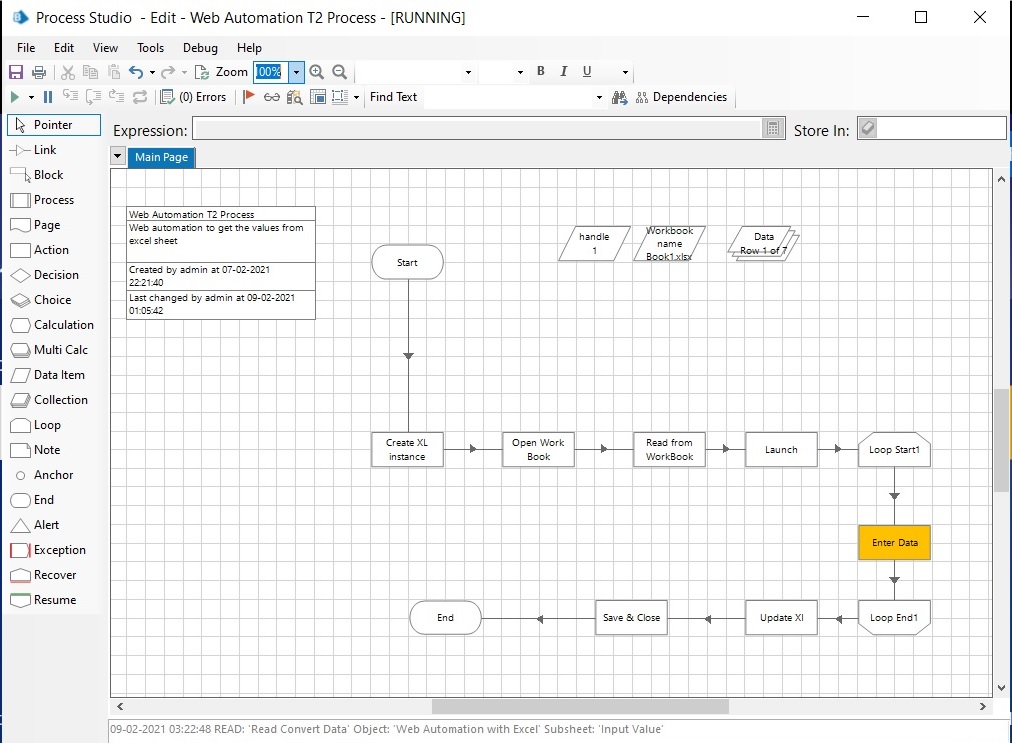 Process Studio - Edit - Web Automation T2 Process - [RUNNING]
File Edit View Tools Debug Help
Zoom 100% B I U
(0) Errors Find Text Dependencies
Pointer
Link
Block
Process
Page
Action
Decision
Choice
Calculation
Multi Calc
Data Item
Collection
Loop
Note
Anchor
End
Alert
Exception
Recover
Resume
Expression: Store In:
Main Page
Web Automation T2 Process
Web automation to get the values from
excel sheet
Created by admin at 07-02-2021
22:21:40
Last changed by admin at 09-02-2021
01:05:42
Start
handle
1
Workbook
name
Book1.xlsx
Data
Row 1 of 7
Create XL
instance
Open Work
Book
Read from
WorkBook
Launch
Loop Start1
Enter Data
End
Save & Close
Update Xl
Loop End1
09-02-2021 03:22:48 READ: 'Read Convert Data' Object: 'Web Automation with Excel' Subsheet: 'Input Value'